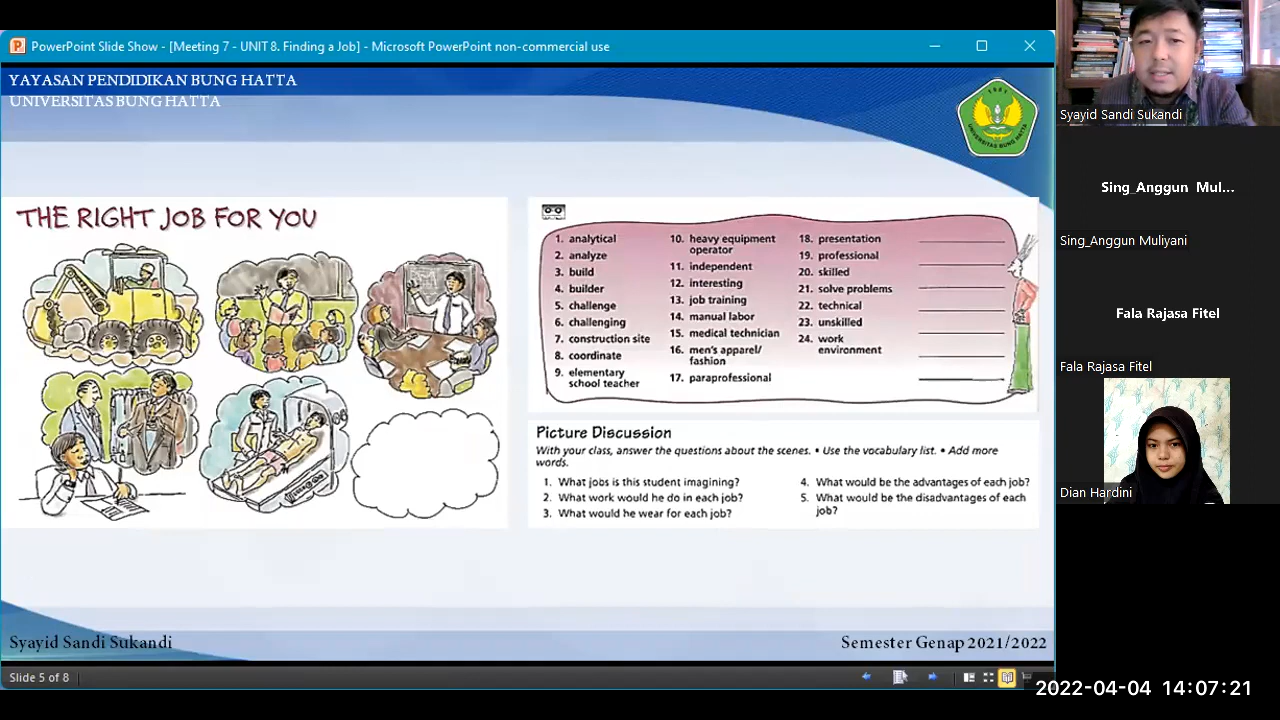 PowerPoint Slide Show - [Meeting 7 - UNIT 8. Finding a Job] - Microsoft PowerPoint non-commercial use
YAYASAN PENDIDIKAN BUNG HATTA
UNIVERSITAS BUNG HATTA
1981
UNIVERSITAS BUNG HATTA
THE RIGHT JOB FOR YOU
1. analytical
2. analyze
3. build
4. builder
5. challenge
6. challenging
7. construction site
8. coordinate
9. elementary
school teacher
10. heavy equipment
operator
11. independent
12. interesting
13. job training
14. manual labor
15. medical technician
16. men's apparel/
fashion
17. paraprofessional
18. presentation
19. professional
20. skilled
21. solve problems
22. technical
23. unskilled
24. work
environment
Picture Discussion
With your class, answer the questions about the scenes. • Use the vocabulary list. • Add more
words.
1. What jobs is this student imagining?
2. What work would he do in each job?
3. What would he wear for each job?
4. What would be the advantages of each job?
5. What would be the disadvantages of each
job?
Syayid Sandi Sukandi
Semester Genap 2021/2022
Slide 5 of 8
Syayid Sandi Sukandi
Sing_Anggun Mul...
Sing_Anggun Muliyani
Fala Rajasa Fitel
Fala Rajasa Fitel
Dian Hardini
2022-04-04 14:07:21